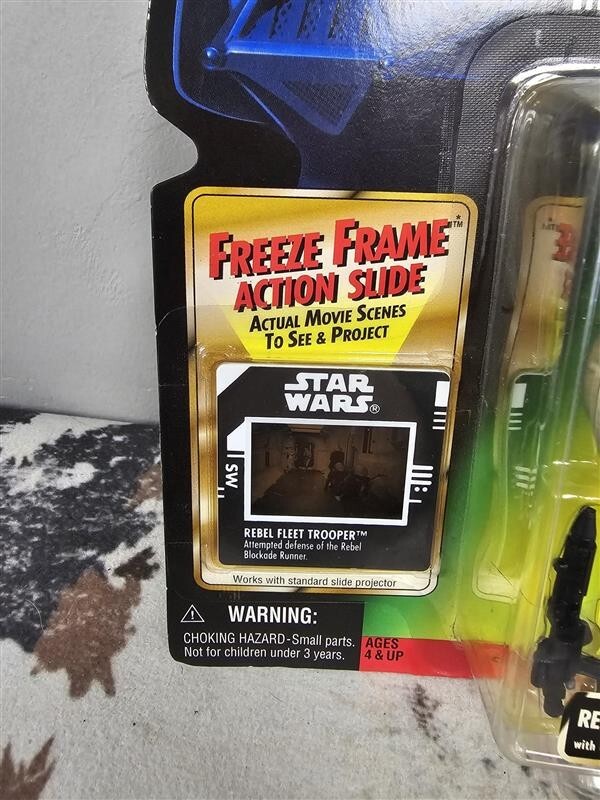 FREEZE FRAME™
ACTION SLIDE
ACTUAL MOVIE SCENES
TO SEE & PROJECT
STAR
WARS®
SW
REBEL FLEET TROOPER™
Attempted defense of the Rebel
Blockade Runner.
Works with standard slide projector
WARNING:
CHOKING HAZARD-Small parts.
Not for children under 3 years.
AGES
4 & UP
RE
with